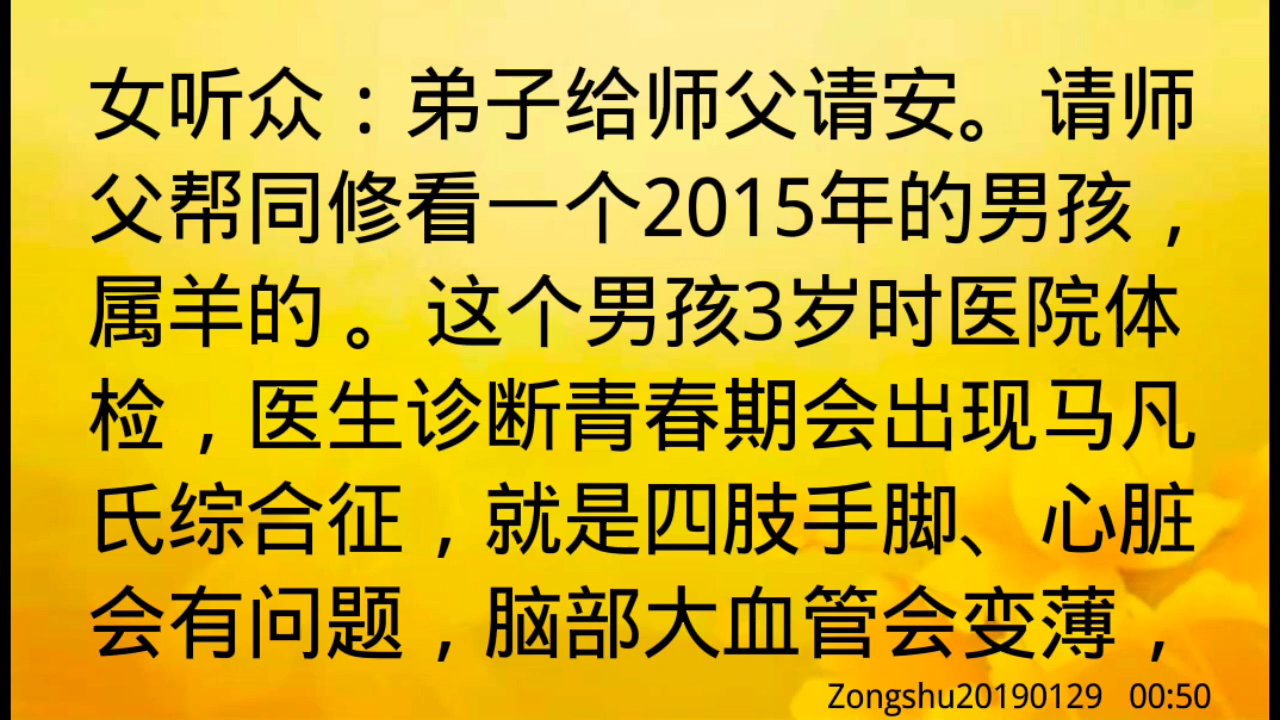 女听众：弟子给师父请安。 请师
父帮同修看一个2015年的男孩，
属羊的 。 这个男孩3岁时医院体
检，医生诊断青春期会出现马凡
氏综合征，就是四肢手脚、 心脏
会有问题，脑部大血管会变薄，
Zongshu20190129 00:50